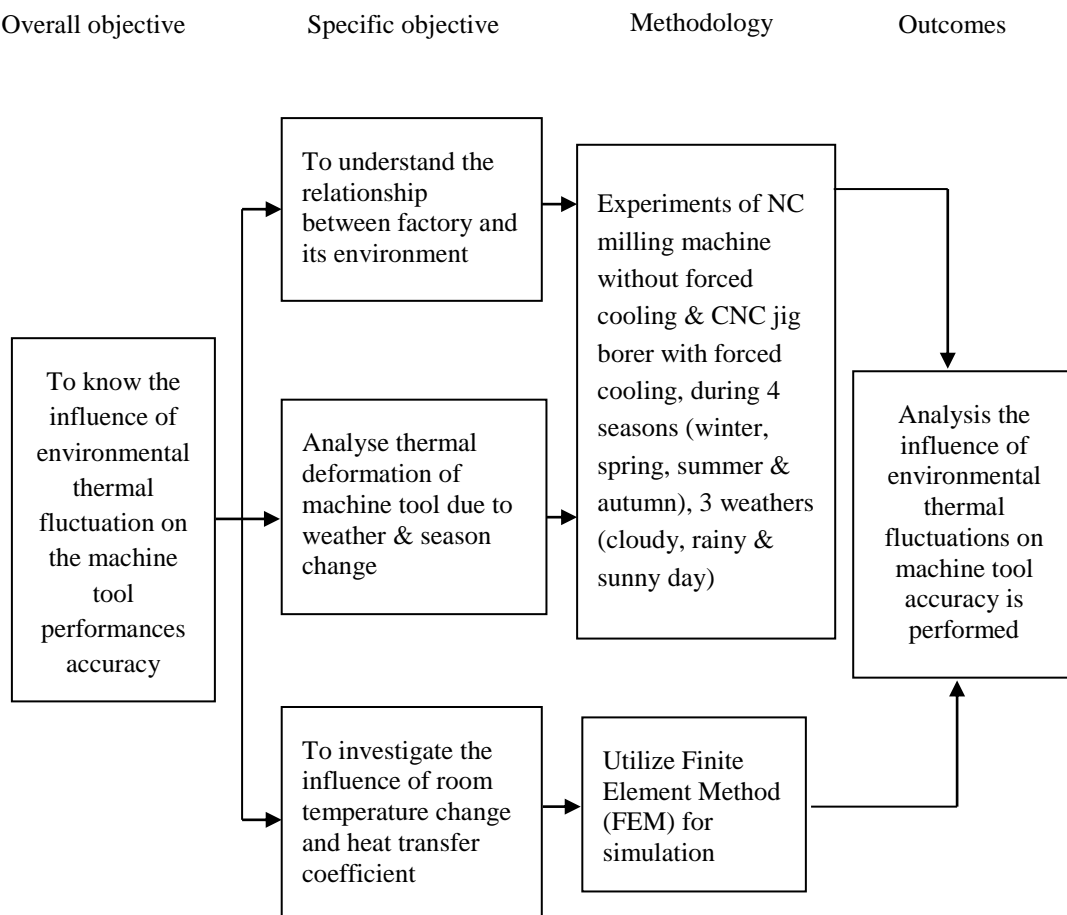 Overall objective
Specific objective
Methodology
Outcomes
To know the
influence of
environmental
thermal
fluctuation on
the machine
tool
performances
accuracy
To understand the
relationship
between factory and
its environment
Analyse thermal
deformation of
machine tool due to
weather & season
change
To investigate the
influence of room
temperature change
and heat transfer
coefficient
Experiments of NC
milling machine
without forced
cooling & CNC jig
borer with forced
cooling, during 4
seasons (winter,
spring, summer &
autumn), 3 weathers
(cloudy, rainy &
sunny day)
Utilize Finite
Element Method
(FEM) for
simulation
Analysis the
influence of
environmental
thermal
fluctuations on
machine tool
accuracy is
performed